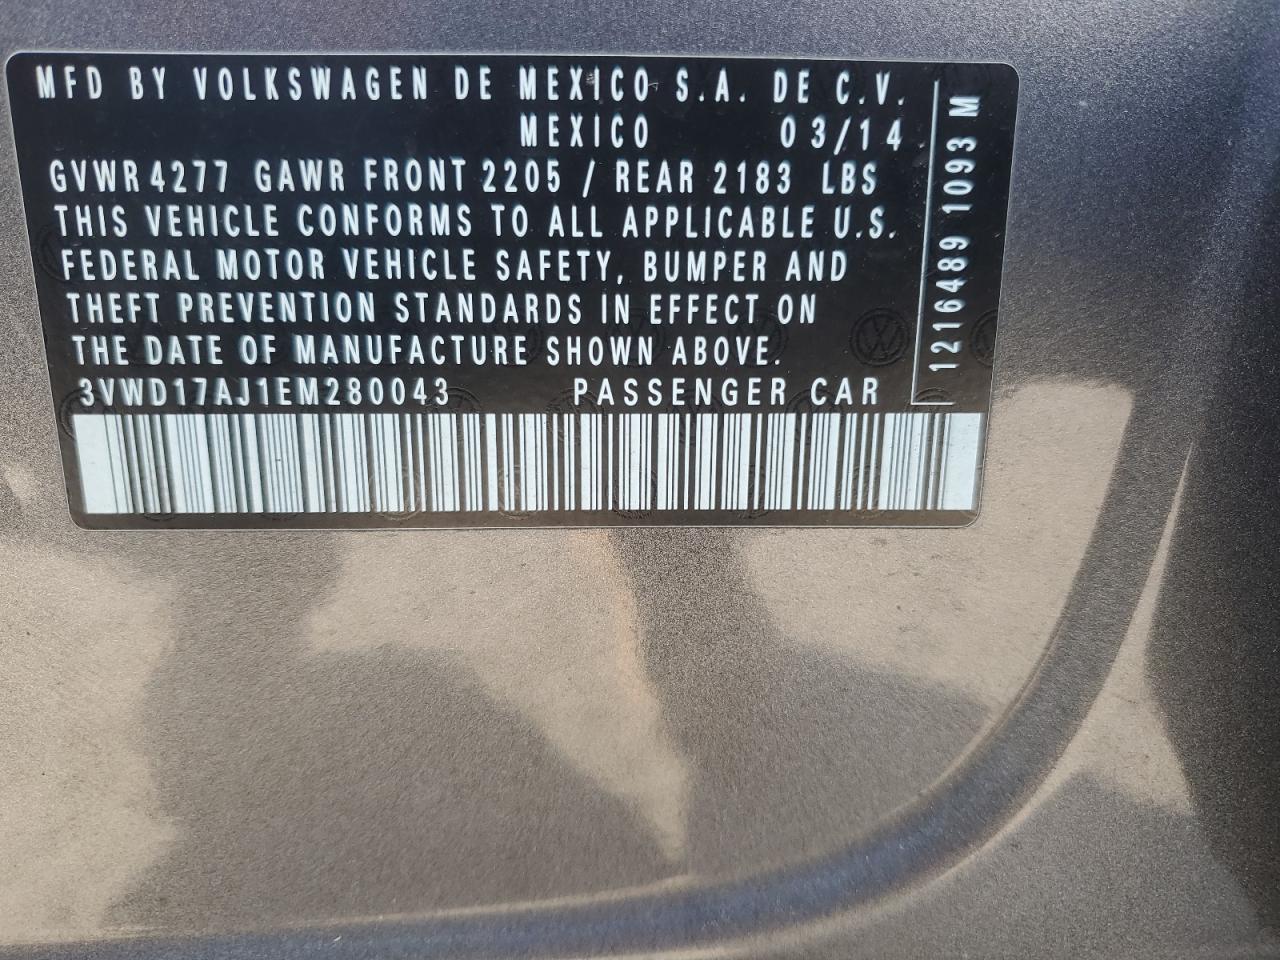 MFD BY VOLKSWAGEN DE MEXICO S.A. DE C.V.
MEXICO 03/14
GVWR 4277 GAWR FRONT 2205 / REAR 2183 LBS
THIS VEHICLE CONFORMS TO ALL APPLICABLE U.S.
FEDERAL MOTOR VEHICLE SAFETY, BUMPER AND
THEFT PREVENTION STANDARDS IN EFFECT ON
THE DATE OF MANUFACTURE SHOWN ABOVE.
3VWD17AJ1EM280043 PASSENGER CAR
1216489 1093 M